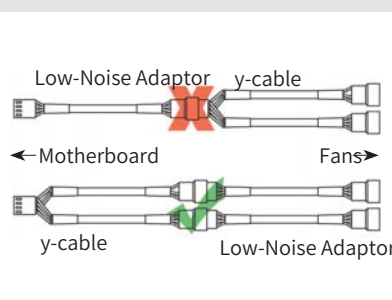 Low-Noise Adaptor y-cable
Motherboard Fans
y-cable Low-Noise Adaptor